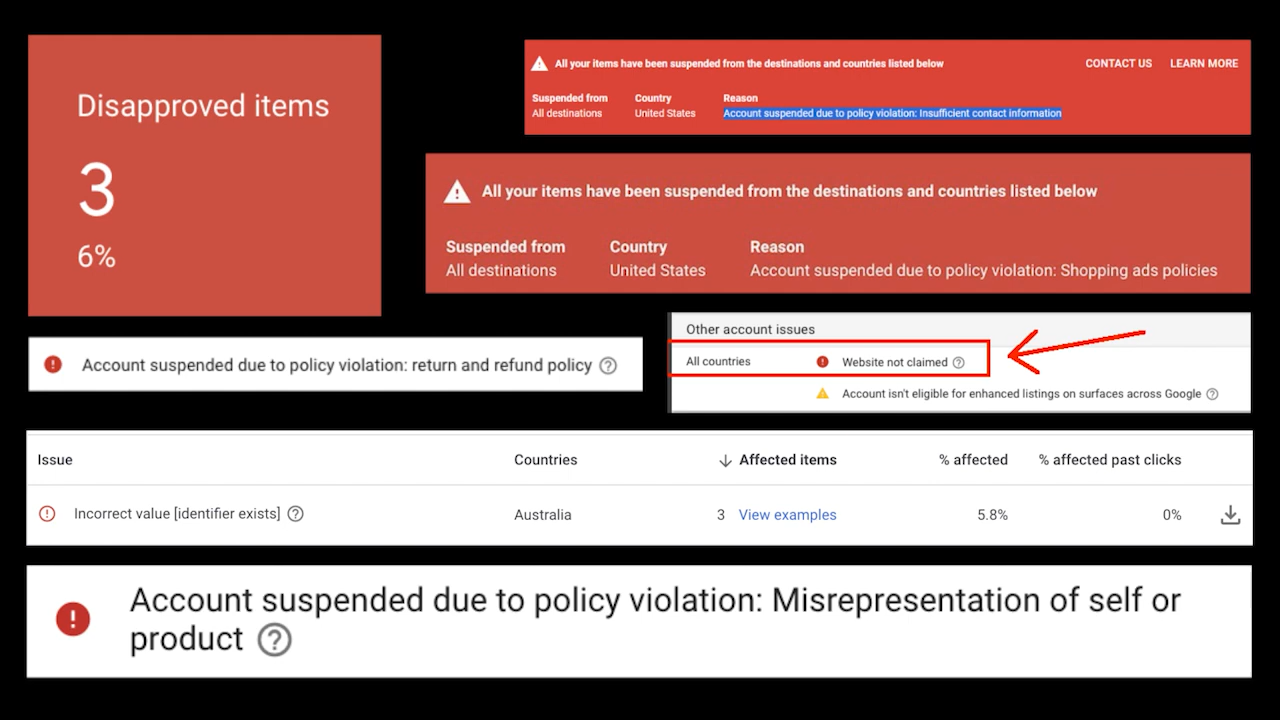 Disapproved items
3
6%
All your items have been suspended from the destinations and countries listed below CONTACT US LEARN MORE
Suspended from Country Reason
All destinations United States Account suspended due to policy violation: Insufficient contact information
All your items have been suspended from the destinations and countries listed below
Suspended from Country Reason
All destinations United States Account suspended due to policy violation: Shopping ads policies
Account suspended due to policy violation: return and refund policy
Other account issues
All countries Website not claimed
Account isn't eligible for enhanced listings on surfaces across Google
Issue Countries Affected items % affected % affected past clicks
Incorrect value [identifier exists] Australia 3 View examples 5.8% 0%
Account suspended due to policy violation: Misrepresentation of self or
product